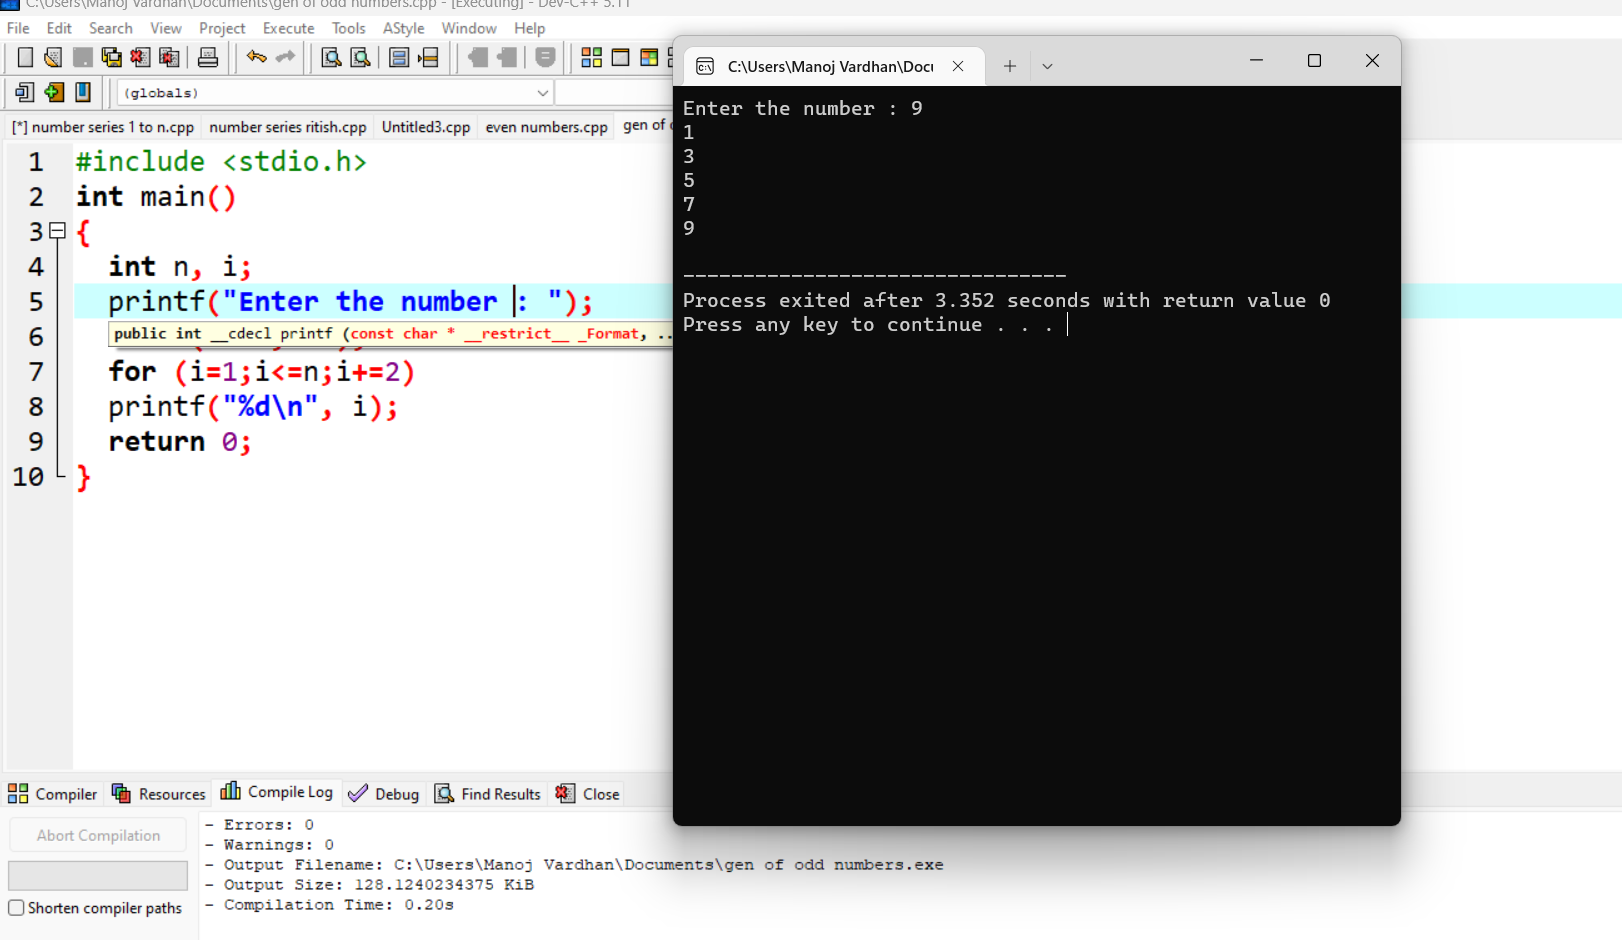 C:\Users\Manoj Vardhan\Documents\gen of odd numbers.cpp - [Executing] - Dev-C++ 5.11
File Edit Search View Project Execute Tools AStyle Window Help
(globals)
[*] number series 1 to n.cpp number series ritish.cpp Untitled3.cpp even numbers.cpp gen of
1 #include <stdio.h>
2 int main()
3 {
4 int n, i;
5 printf("Enter the number : ");
6
public int __cdecl printf (const char * __restrict__ _Format, ..
7 for (i=1;i<=n;i+=2)
8 printf("%d\n", i);
9 return 0;
10 }
C:\Users\Manoj Vardhan\Docu
Enter the number : 9
1
3
5
7
9
--------------------------------
Process exited after 3.352 seconds with return value 0
Press any key to continue . . .
Compiler Resources Compile Log Debug Find Results Close
Abort Compilation
Shorten compiler paths
- Errors: 0
- Warnings: 0
- Output Filename: C:\Users\Manoj Vardhan\Documents\gen of odd numbers.exe
- Output Size: 128.1240234375 KiB
- Compilation Time: 0.20s